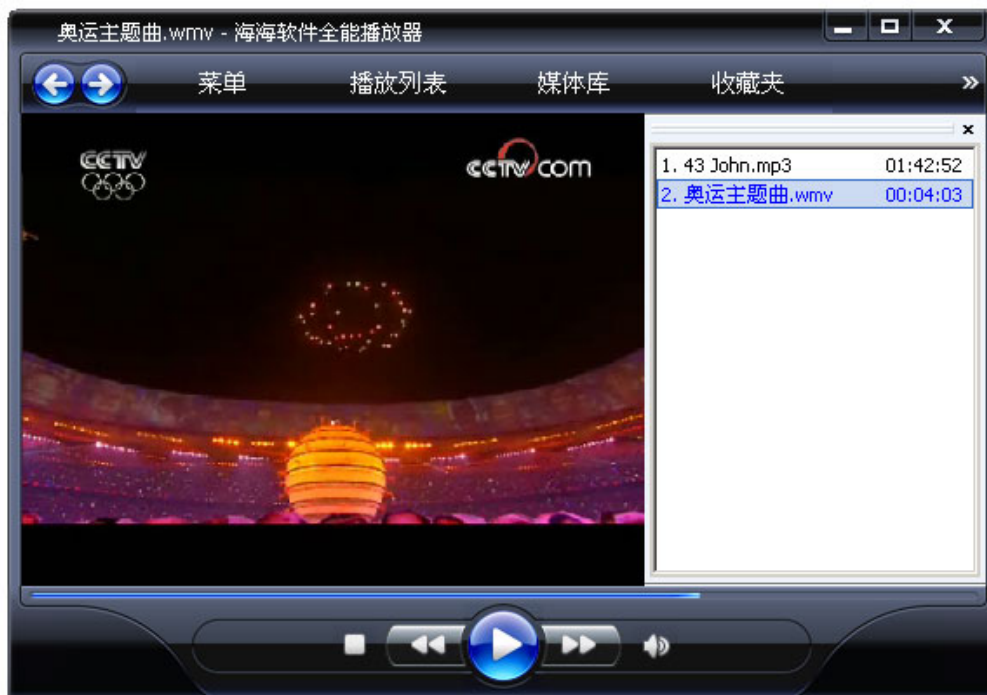 奥运主题曲.wmv - 海海软件全能播放器
菜单 播放列表 媒体库 收藏夹
CCTV
CCTV.com
1. 43 John.mp3 01:42:52
2. 奥运主题曲.wmv 00:04:03